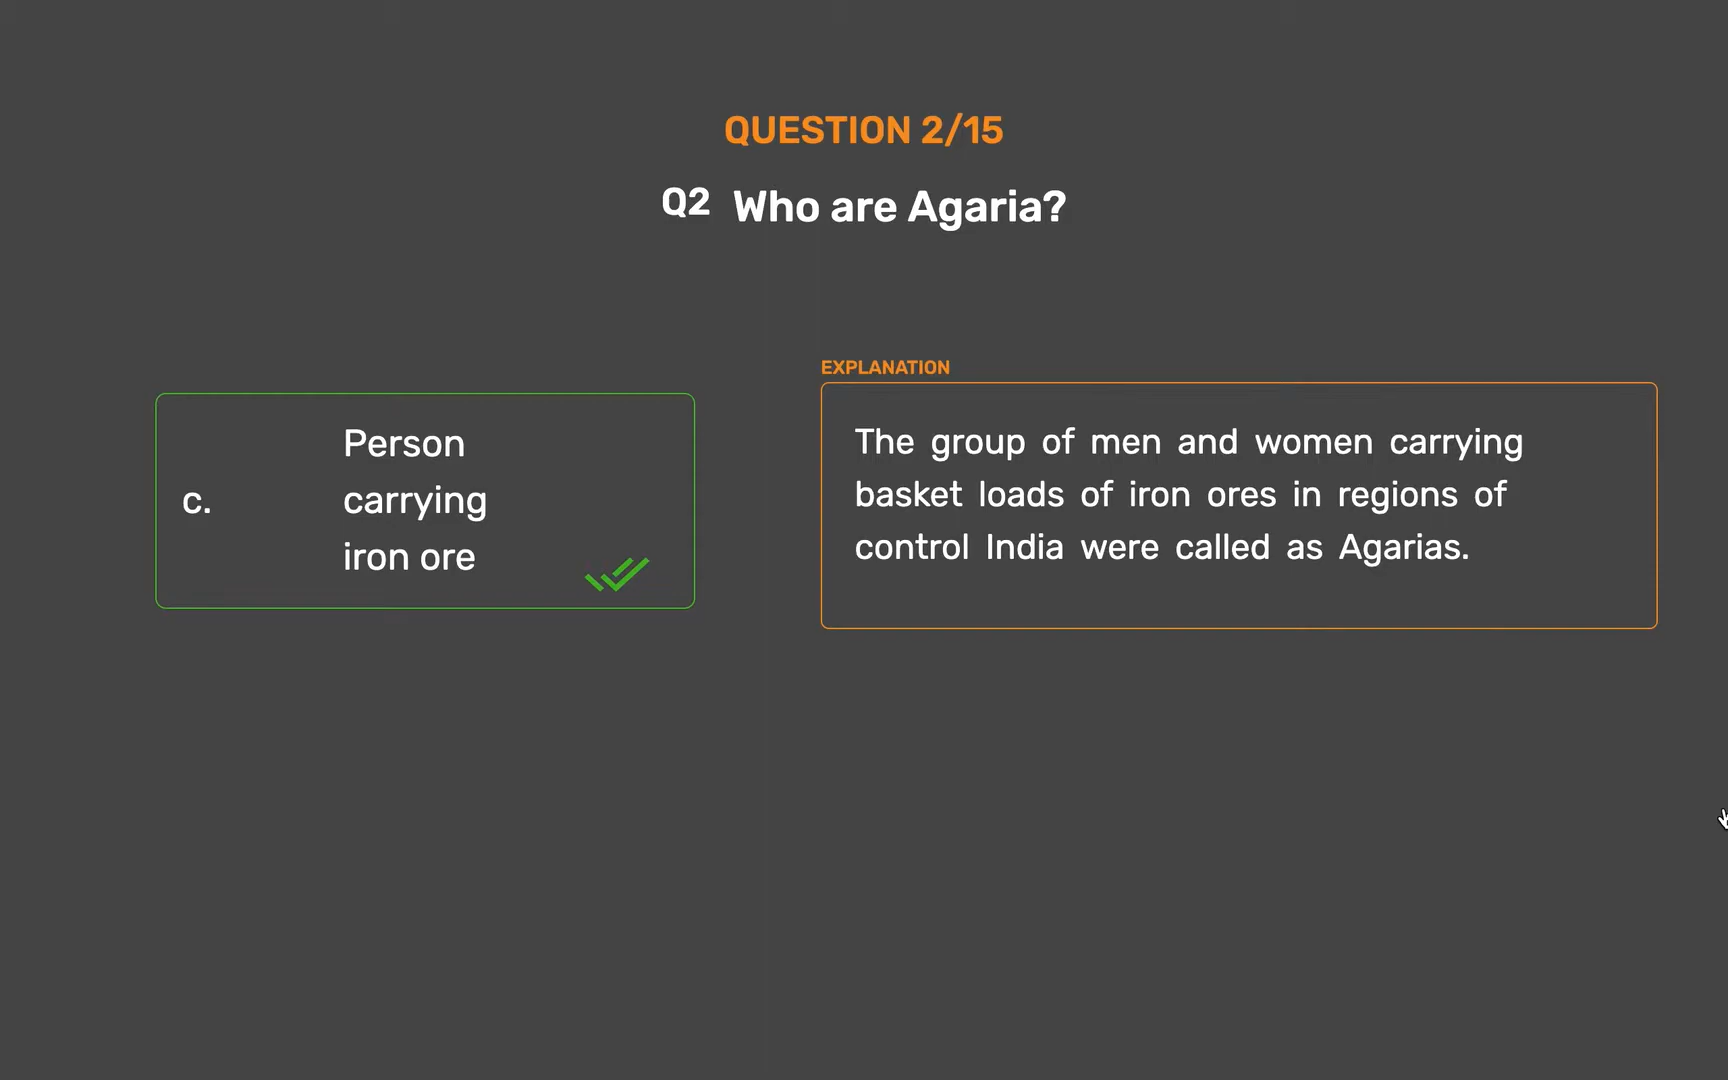 QUESTION 2/15
Q2 Who are Agaria?
c.
Person
carrying
iron ore
EXPLANATION
The group of men and women carrying
basket loads of iron ores in regions of
control India were called as Agarias.